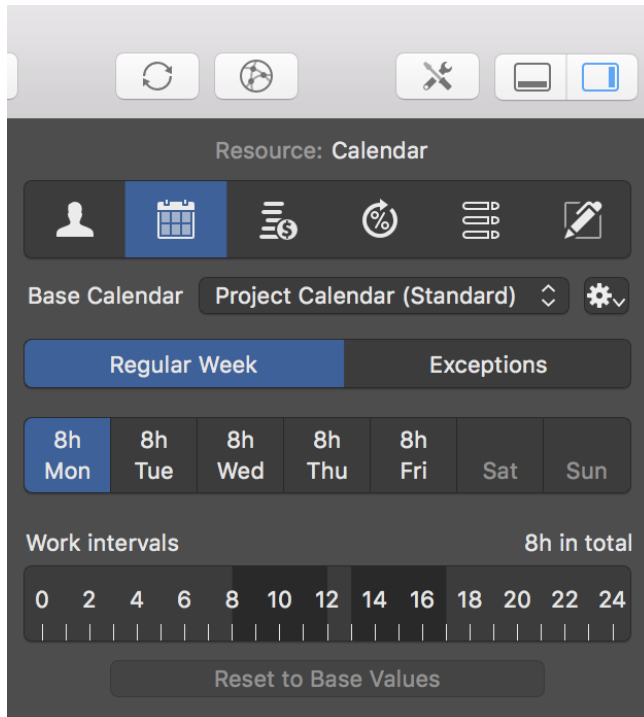 Resource: Calendar
Base Calendar Project Calendar (Standard)
Regular Week Exceptions
8h 8h 8h 8h 8h
Mon Tue Wed Thu Fri Sat Sun
Work intervals 8h in total
0 2 4 6 8 10 12 14 16 18 20 22 24
Reset to Base Values